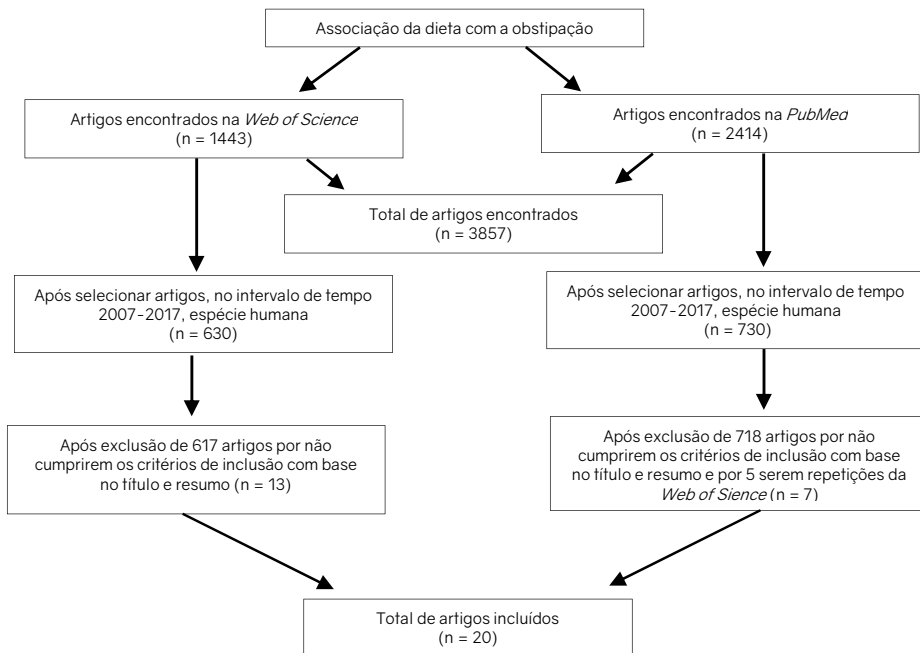 Associação da dieta com a obstipação
Artigos encontrados na Web of Science
(n = 1443)
Artigos encontrados na PubMed
(n = 2414)
Total de artigos encontrados
(n = 3857)
Após selecionar artigos, no intervalo de tempo
2007-2017, espécie humana
(n = 630)
Após selecionar artigos, no intervalo de tempo
2007-2017, espécie humana
(n = 730)
Após exclusão de 617 artigos por não
cumprirem os critérios de inclusão com base
no título e resumo (n = 13)
Após exclusão de 718 artigos por não
cumprirem os critérios de inclusão com base
no título e resumo e por 5 serem repetições da
Web of Sience (n = 7)
Total de artigos incluídos
(n = 20)